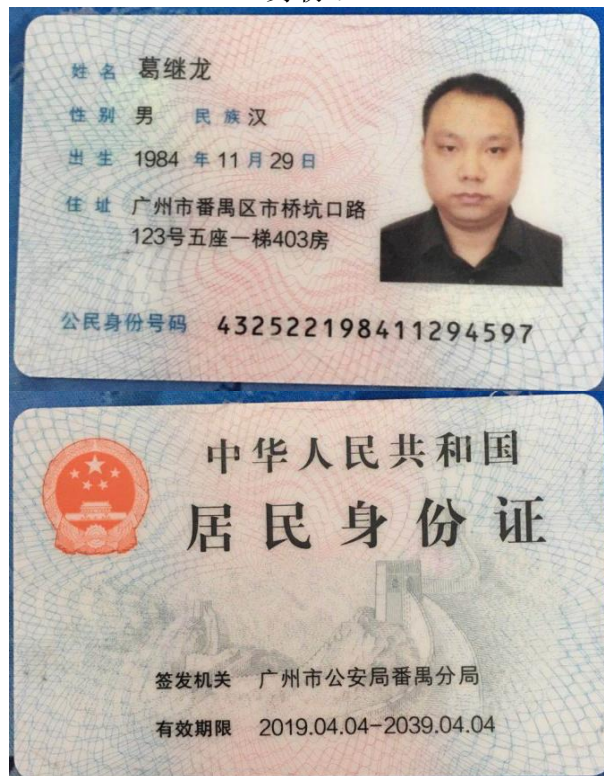 姓名 葛继龙
性别 男 民族 汉
出生 1984 年 11 月 29 日
住址 广州市番禺区市桥坑口路
123号五座一梯403房
公民身份号码 432522198411294597
中华人民共和国
居民身份证
签发机关 广州市公安局番禺分局
有效期限 2019.04.04-2039.04.04